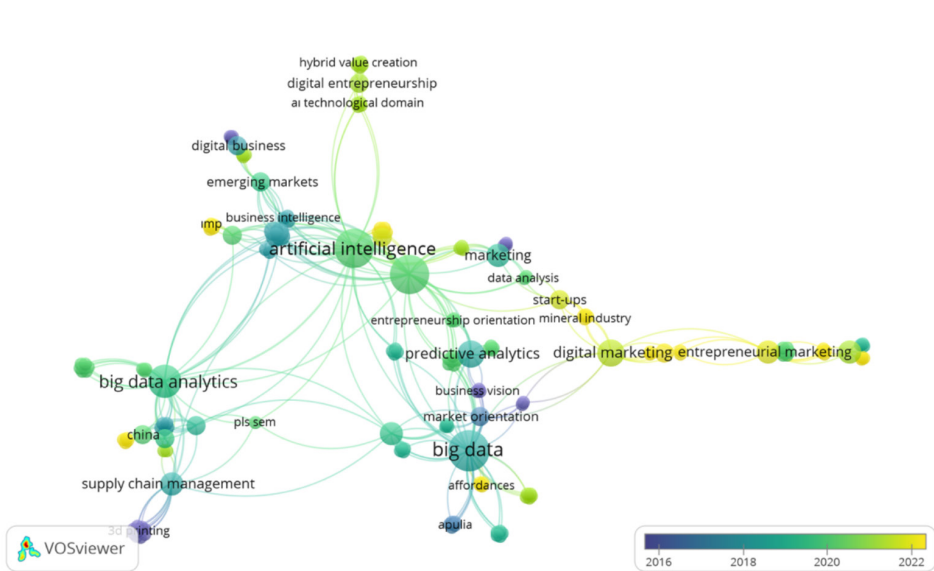 hybrid value creation
digital entrepreneurship
ai technological domain
digital business
emerging markets
business intelligence
artificial intelligence
marketing
data analysis
start-ups
entrepreneurship orientation
mineral industry
predictive analytics
digital marketing
entrepreneurial marketing
big data analytics
business vision
market orientation
pls sem
china
big data
supply chain management
affordances
apulia
VOSviewer
2016
2018
2020
2022